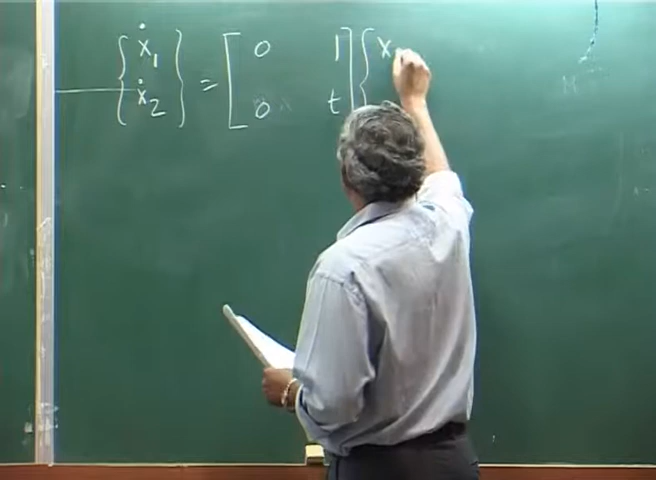 {ẋ₁} = [0 1] {x
{ẋ₂} [0 t]